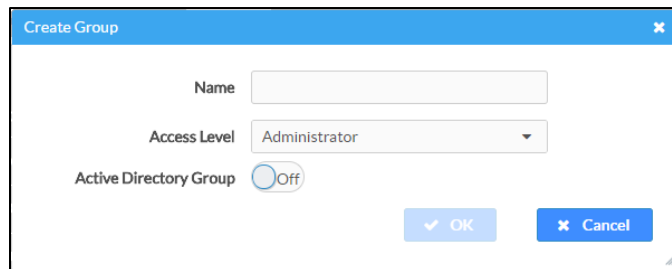 Create Group
Name
Access Level Administrator
Active Directory Group Off
OK Cancel